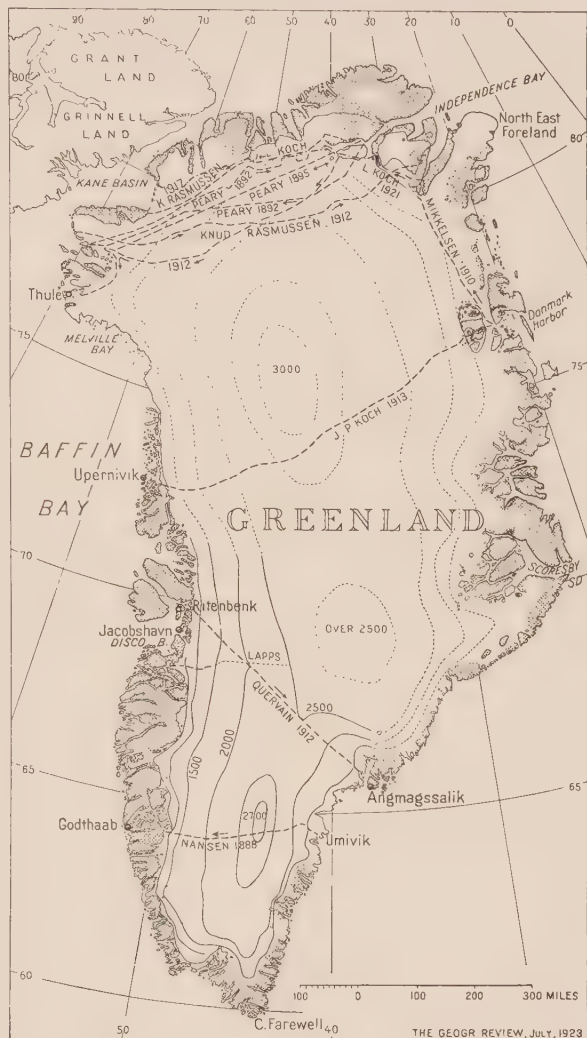 90
80
70
60
50
40
30
20
10
0
80
GRANT
LAND
GRINNELL
LAND
KANE BASIN
INDEPENDENCE BAY
North East
Foreland
80
1917
K RASMUSSEN
L KOCH
PEARY 1892
PEARY 1895
L KOCH
1921
PEARY 1892
KNUD RASMUSSEN, 1912
1912
MIKKELSEN 1910
Thule
Danmark
Harbor
MELVILLE
BAY
75
75
3000
J P KOCH 1913
BAFFIN
BAY
Upernivik
GREENLAND
70
SCORESBY
SD
Ritenbenk
Jacobshavn
DISCO B.
OVER 2500
LAPPS
QUERVAIN
1912
2500
1500
2000
65
Angmagssalik
65
2700
Godthaab
NANSEN 1888
Umivik
60
100 0 100 200 300 MILES
50
C. Farewell
40
THE GEOGR REVIEW, JULY, 1923